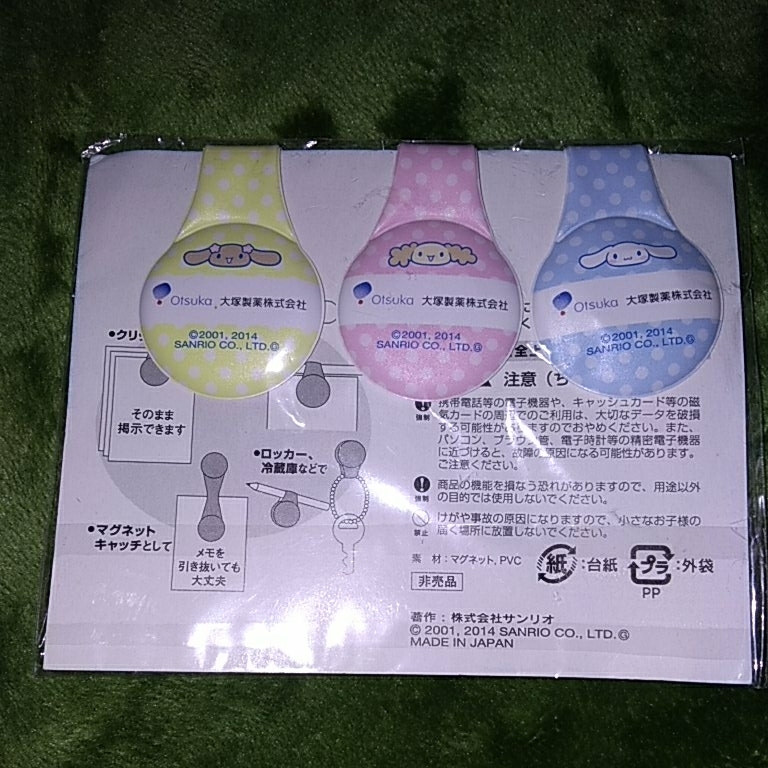 Otsuka 大塚製薬株式会社
©2001, 2014
SANRIO CO., LTD.Ⓖ
Otsuka 大塚製薬株式会社
©2001, 2014
SANRIO CO., LTD.Ⓖ
Otsuka 大塚製薬株式会社
©2001, 2014
SANRIO CO., LTD.Ⓖ
•クリ
そのまま
掲示できます
•ロッカー、
冷蔵庫などで
•マグネット
キャッチとして
メモを
引き抜いても
大丈夫
注意（ち
強制
携帯電話等の電子機器や、キャッシュカード等の磁
気カードの周辺でのご利用は、大切なデータを破損
する可能性がありますのでおやめください。また、
パソコン、ブラウン管、電子時計等の精密電子機器
に近づけると、故障の原因になる可能性があります。
ご注意ください。
強制
商品の機能を損なう恐れがありますので、用途以外
の目的では使用しないでください。
禁止
けがや事故の原因になりますので、小さなお子様の
届く場所に放置しないでください。
素 材：マグネット、PVC
非売品
紙：台紙
プラ：外袋
PP
著作：株式会社サンリオ
© 2001, 2014 SANRIO CO., LTD.Ⓖ
MADE IN JAPAN